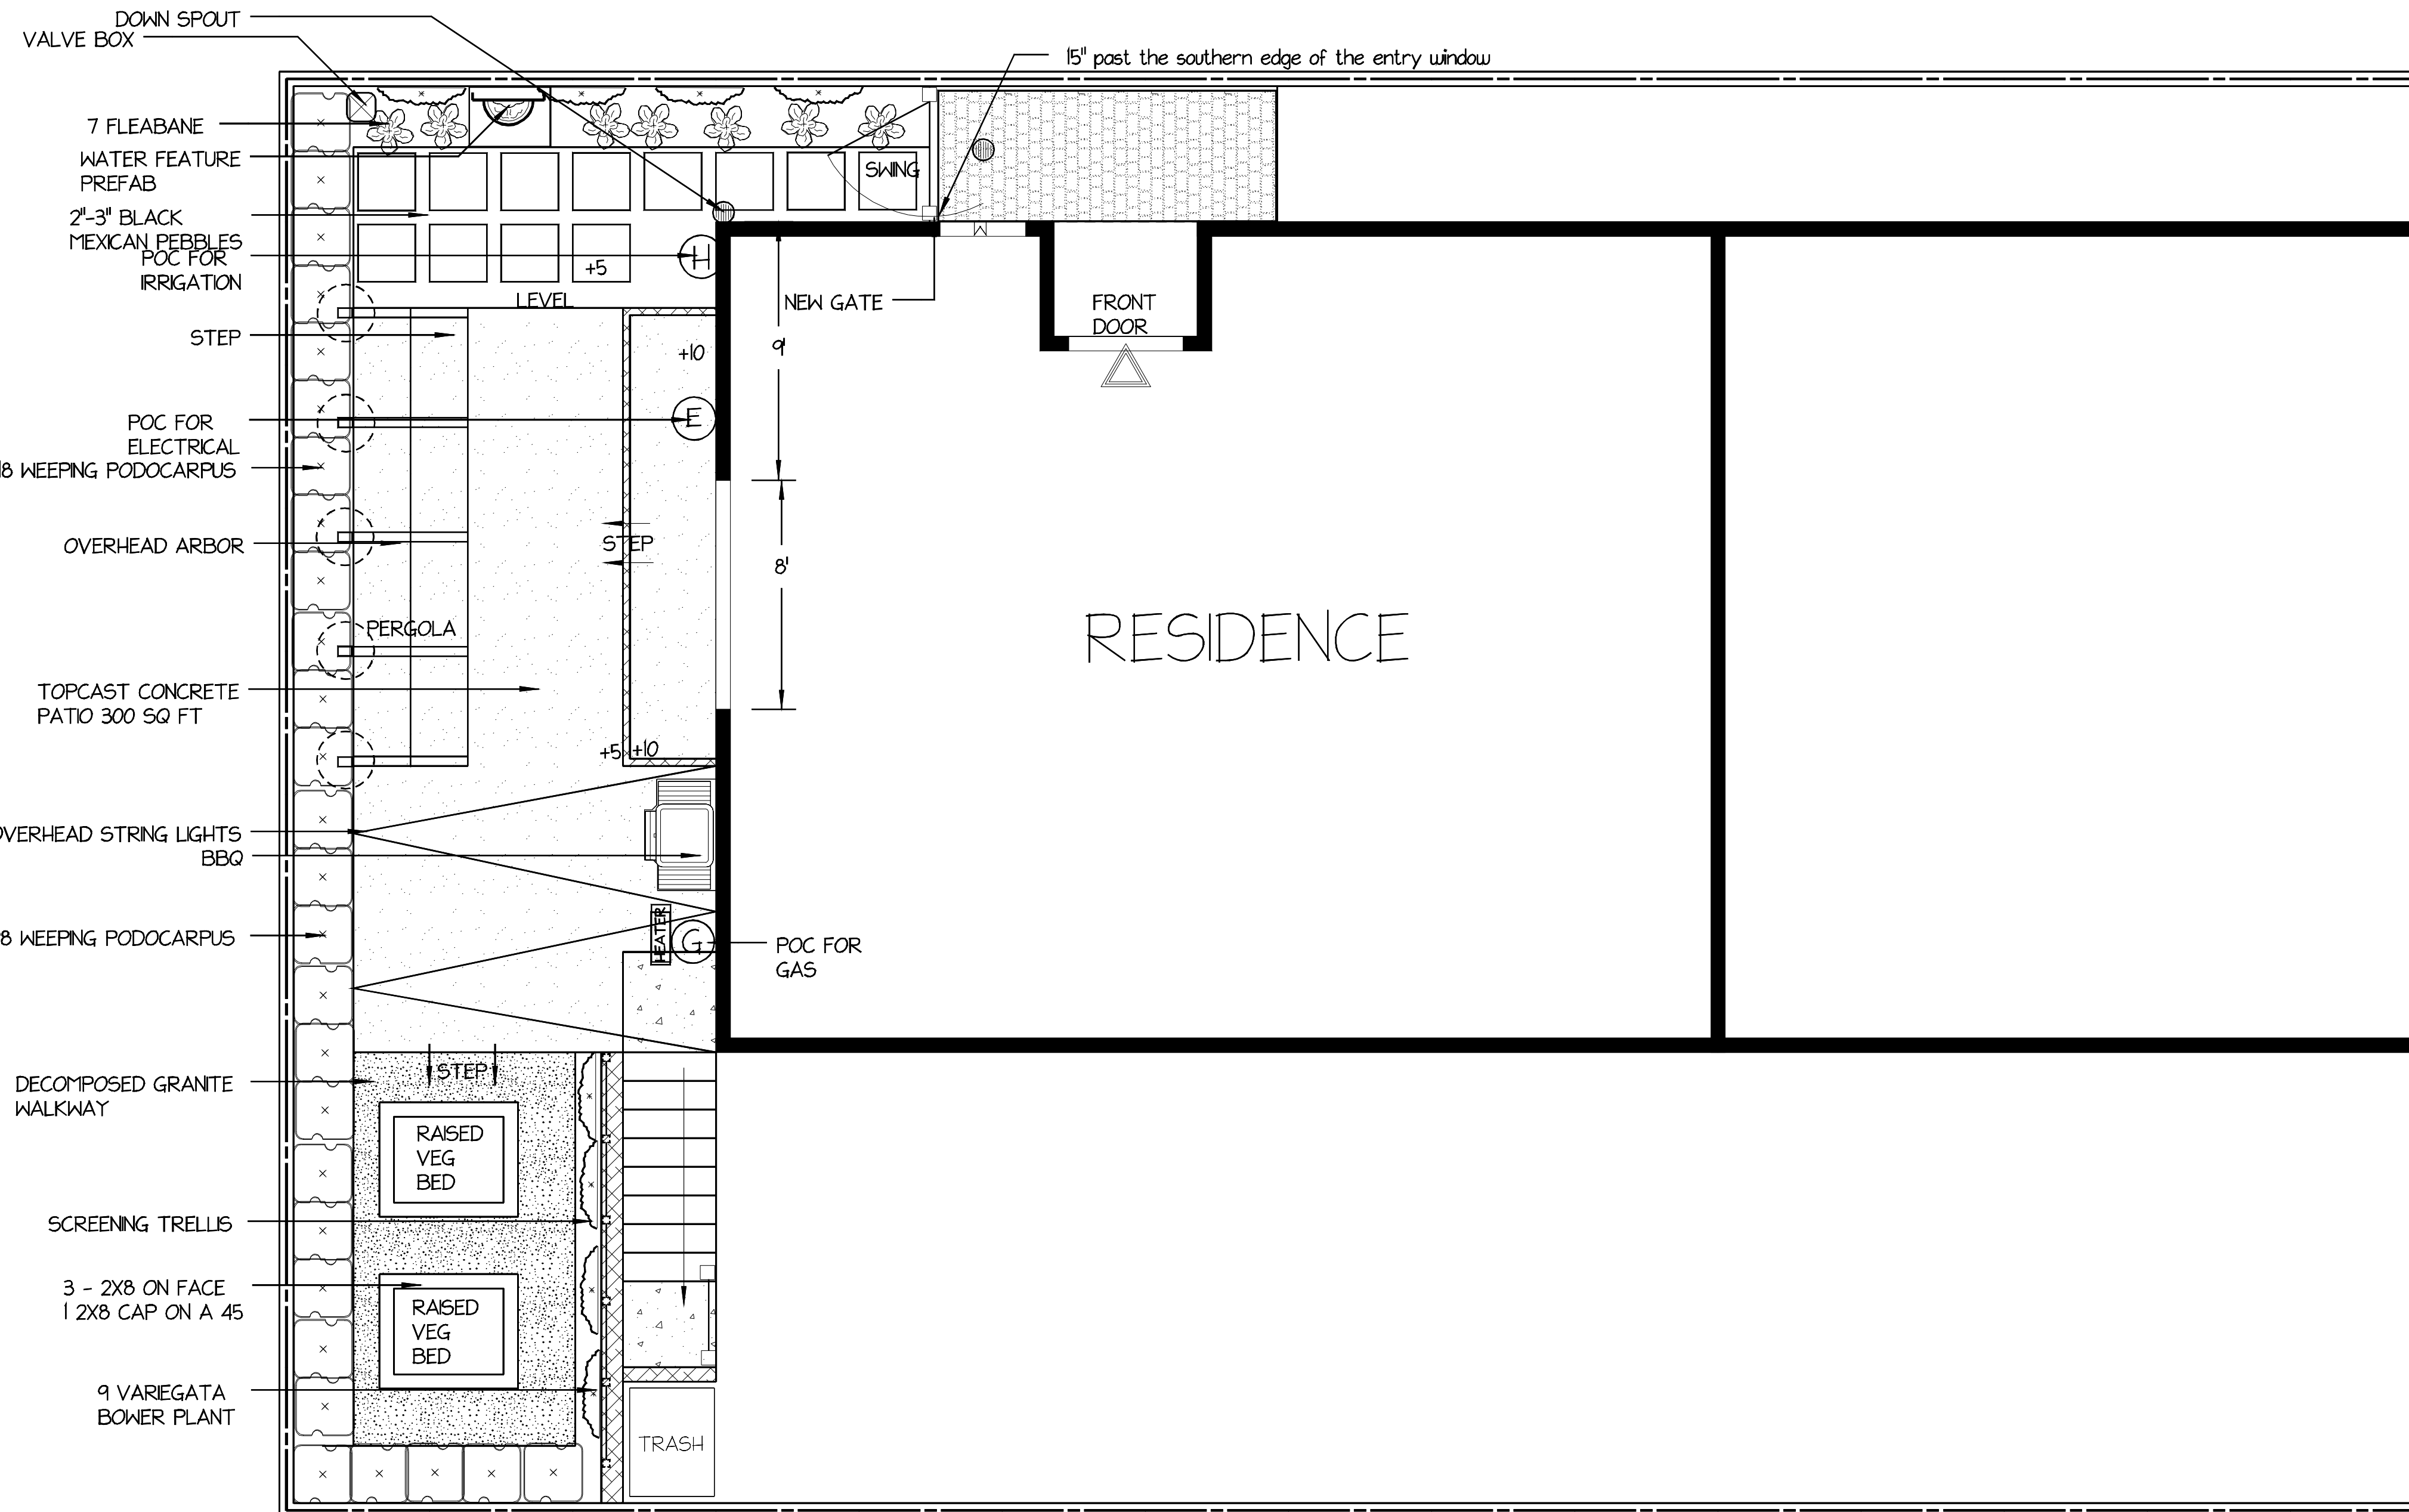 DOWN SPOUT
VALVE BOX
15" past the southern edge of the entry window
7 FLEABANE
WATER FEATURE
PREFAB
SWING
2"-3" BLACK
MEXICAN PEBBLES
POC FOR
IRRIGATION
H
+5
LEVEL
NEW GATE
FRONT
DOOR
STEP
+10
9'
POC FOR
ELECTRICAL
E
18 WEEPING PODOCARPUS
OVERHEAD ARBOR
STEP
8'
PERGOLA
RESIDENCE
TOPCAST CONCRETE
PATIO 300 SQ FT
+5
+10
OVERHEAD STRING LIGHTS
BBQ
8 WEEPING PODOCARPUS
HEATER
G
POC FOR
GAS
STEP
DECOMPOSED GRANITE
WALKWAY
RAISED
VEG
BED
SCREENING TRELLIS
3 - 2X8 ON FACE
1 2X8 CAP ON A 45
RAISED
VEG
BED
9 VARIEGATA
BOWER PLANT
TRASH